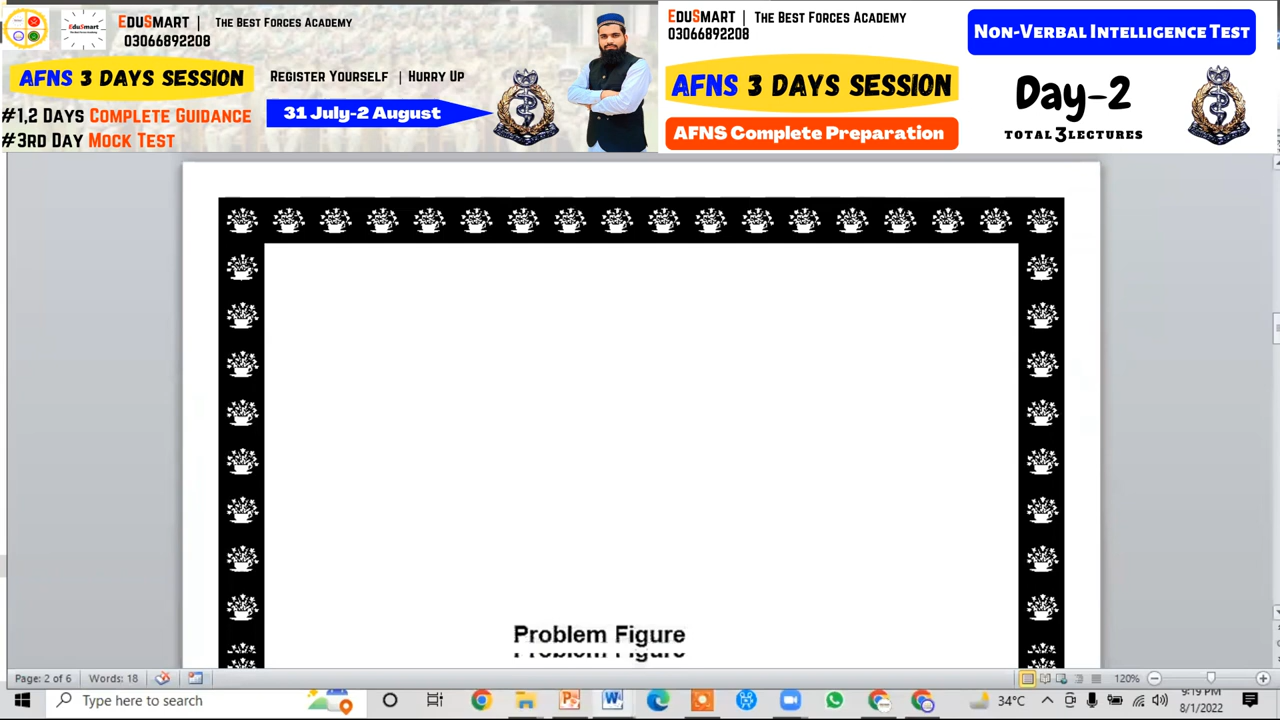 EDUSMART | THE BEST FORCES ACADEMY
03066892208
AFNS 3 DAYS SESSION
REGISTER YOURSELF | HURRY UP
31 July-2 August
#1,2 DAYS COMPLETE GUIDANCE
#3RD DAY MOCK TEST
EDUSMART | THE BEST FORCES ACADEMY
03066892208
AFNS 3 DAYS SESSION
AFNS Complete Preparation
NON-VERBAL INTELLIGENCE TEST
Day-2
TOTAL 3 LECTURES
Problem Figure
Problem Figure
Page: 2 of 6 Words: 18
120%
Type here to search
34°C
9:19 PM
8/1/2022